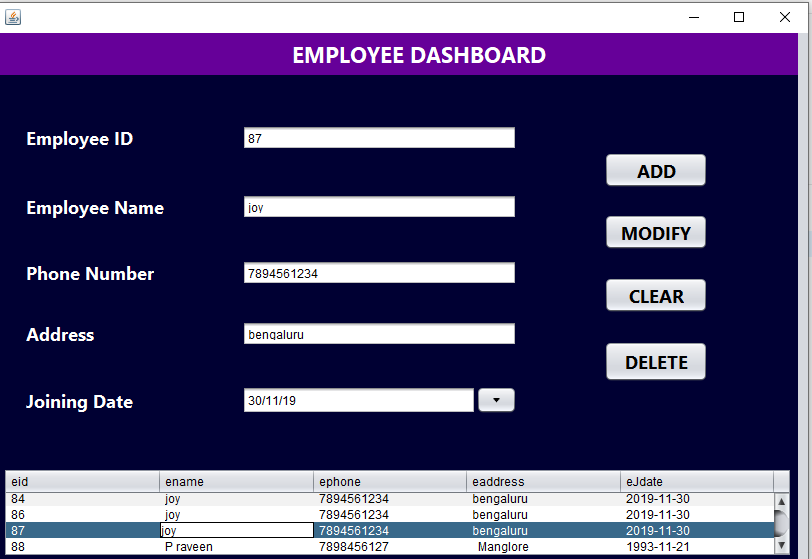 EMPLOYEE DASHBOARD
Employee ID 87
ADD
Employee Name joy
MODIFY
Phone Number 7894561234
CLEAR
Address bengaluru
DELETE
Joining Date 30/11/19
eid ename ephone eaddress eJdate
84 joy 7894561234 bengaluru 2019-11-30
86 joy 7894561234 bengaluru 2019-11-30
87 joy 7894561234 bengaluru 2019-11-30
88 P raveen 7898456127 Manglore 1993-11-21